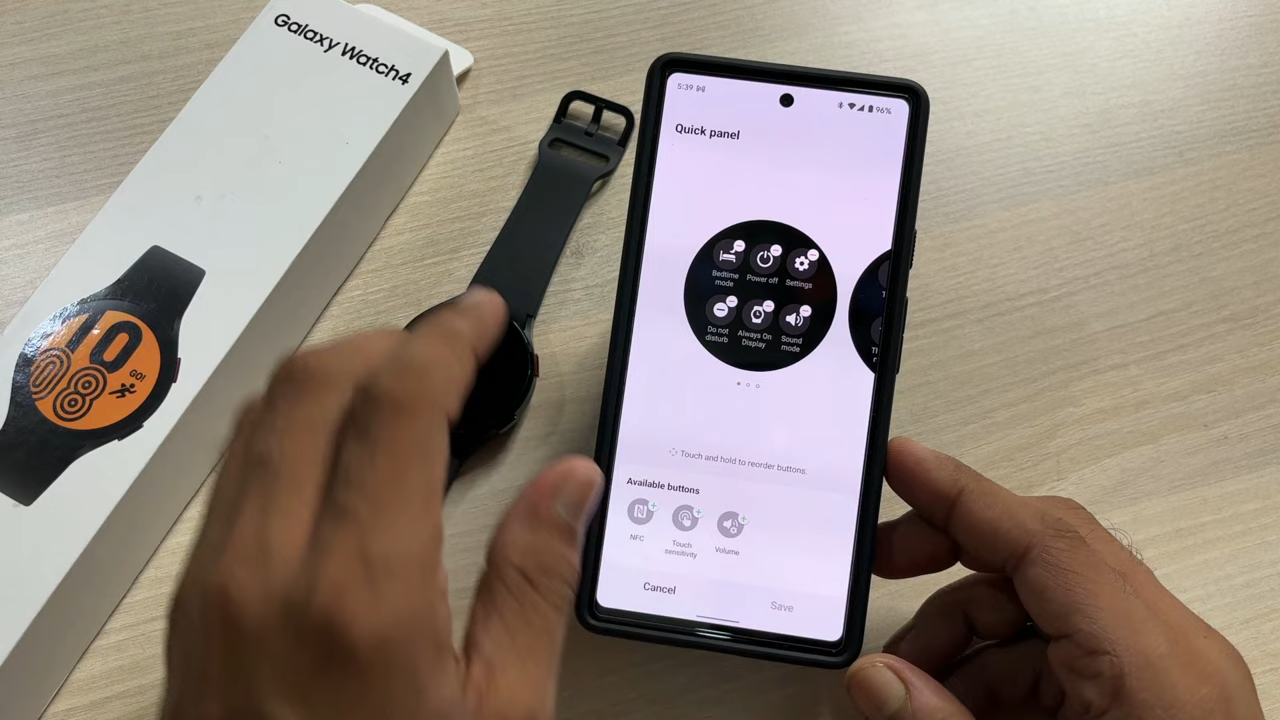 Galaxy Watch4
10
08
GO!
5:39
96%
Quick panel
Bedtime
mode
Power off
Settings
Do not
disturb
Always On
Display
Sound
mode
Touch and hold to reorder buttons.
Available buttons
NFC
Touch
sensitivity
Volume
Cancel
Save